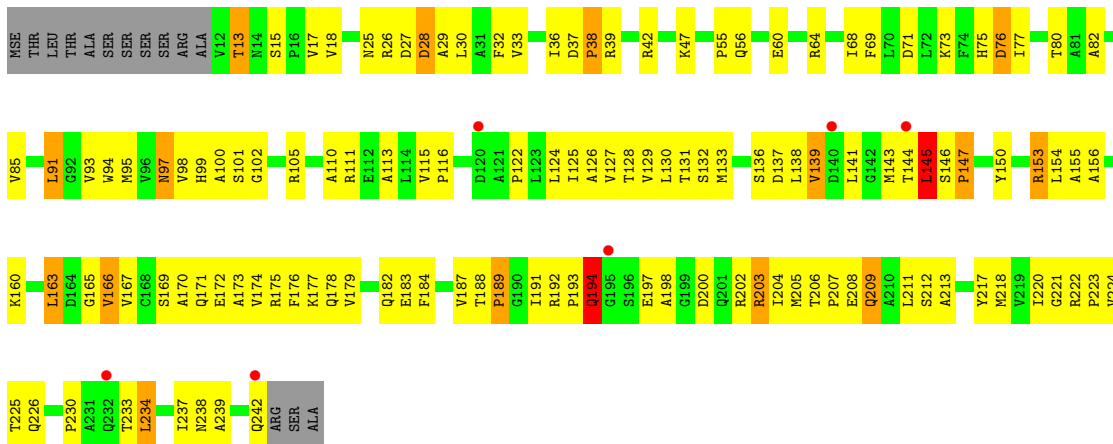 MSE THR LEU THR ALA SER SER SER SER ARG ALA V12 T13 N14 S15 P16 V17 V18 N25 R26 D27 D28 A29 L30 A31 F32 V33 I36 D37 P38 R39 R42 K47 P55 Q56 E60 R64 I68 F69 L70 D71 L72 K73 F74 H75 D76 I77 T80 A81 A82
V85 L91 G92 V93 W94 M95 V96 N97 V98 H99 A100 S101 G102 R105 A110 R111 E112 A113 L114 V115 P116 D120 A121 P122 L123 L124 I125 A126 V127 T128 V129 L130 T131 S132 M133 S136 D137 L138 V139 D140 L141 G142 M143 T144 L145 S146 P147 Y150 R153 L154 A155 A156
K160 L163 D164 G165 V166 V167 C168 S169 A170 Q171 E172 A173 V174 R175 F176 K177 Q178 V179 Q182 E183 F184 V187 T188 P189 G190 I191 R192 P193 Q194 G195 S196 E197 A198 G199 D200 Q201 R202 R203 I204 M205 T206 P207 E208 Q209 A210 L211 S212 A213 Y217 M218 V219 I220 G221 R222 P223
T225 Q226 P230 A231 Q232 T233 L234 I237 N238 A239 Q242 ARG SER ALA